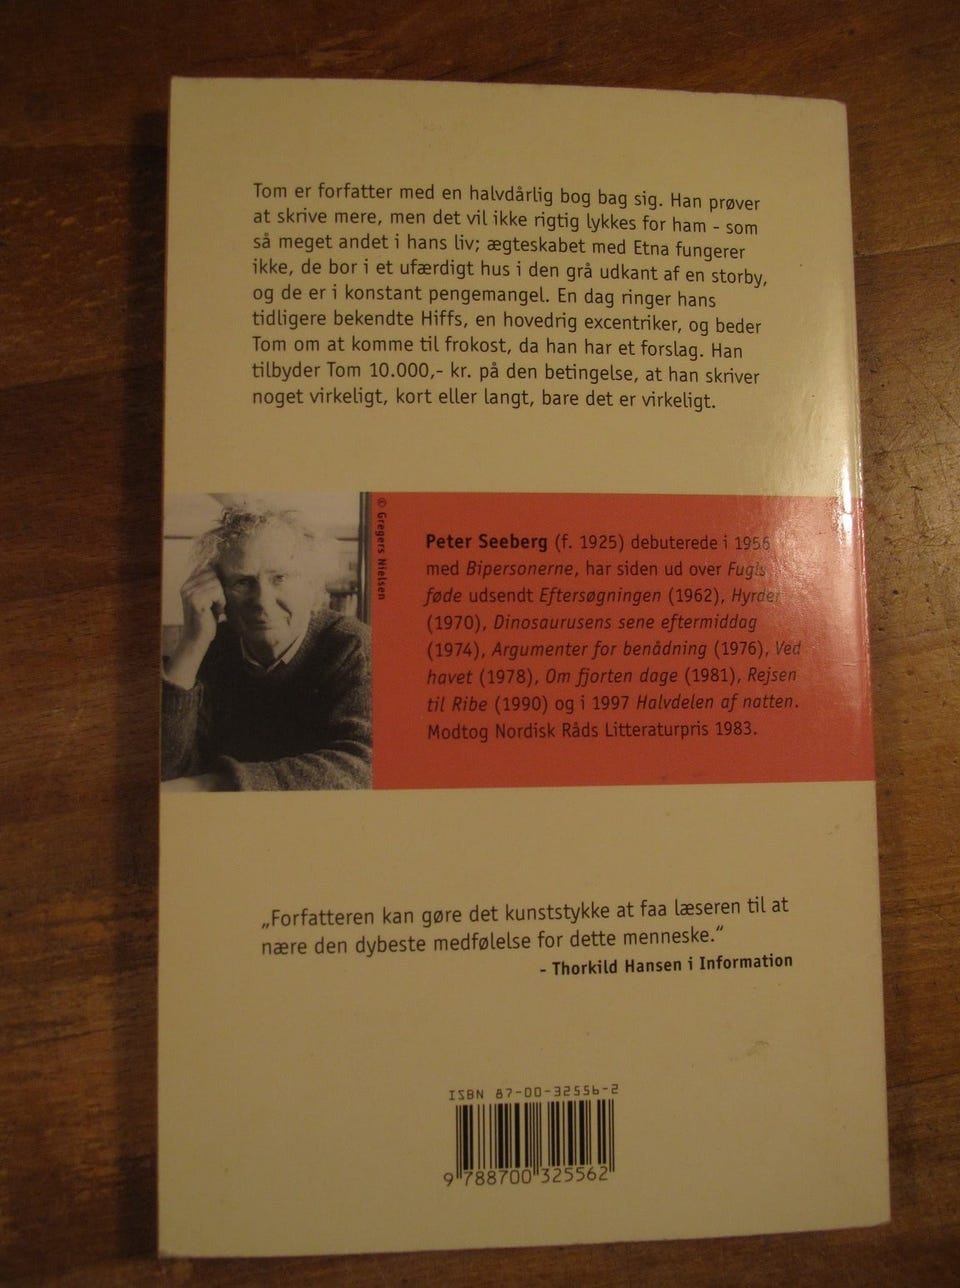 Tom er forfatter med en halvdårlig bog bag sig. Han prøver
at skrive mere, men det vil ikke rigtig lykkes for ham - som
så meget andet i hans liv; ægteskabet med Etna fungerer
ikke, de bor i et ufærdigt hus i den grå udkant af en storby,
og de er i konstant pengemangel. En dag ringer hans
tidligere bekendte Hiffs, en hovedrig excentriker, og beder
Tom om at komme til frokost, da han har et forslag. Han
tilbyder Tom 10.000,- kr. på den betingelse, at han skriver
noget virkeligt, kort eller langt, bare det er virkeligt.
© Gregers Nielsen
Peter Seeberg (f. 1925) debuterede i 1956
med Bipersonerne, har siden ud over Fugls
føde udsendt Eftersøgningen (1962), Hyrder
(1970), Dinosaurusens sene eftermiddag
(1974), Argumenter for benådning (1976), Ved
havet (1978), Om fjorten dage (1981), Rejsen
til Ribe (1990) og i 1997 Halvdelen af natten.
Modtog Nordisk Råds Litteraturpris 1983.
„Forfatteren kan gøre det kunststykke at faa læseren til at
nære den dybeste medfølelse for dette menneske.“
- Thorkild Hansen i Information
ISBN 87-00-32556-2
9 788700 325562